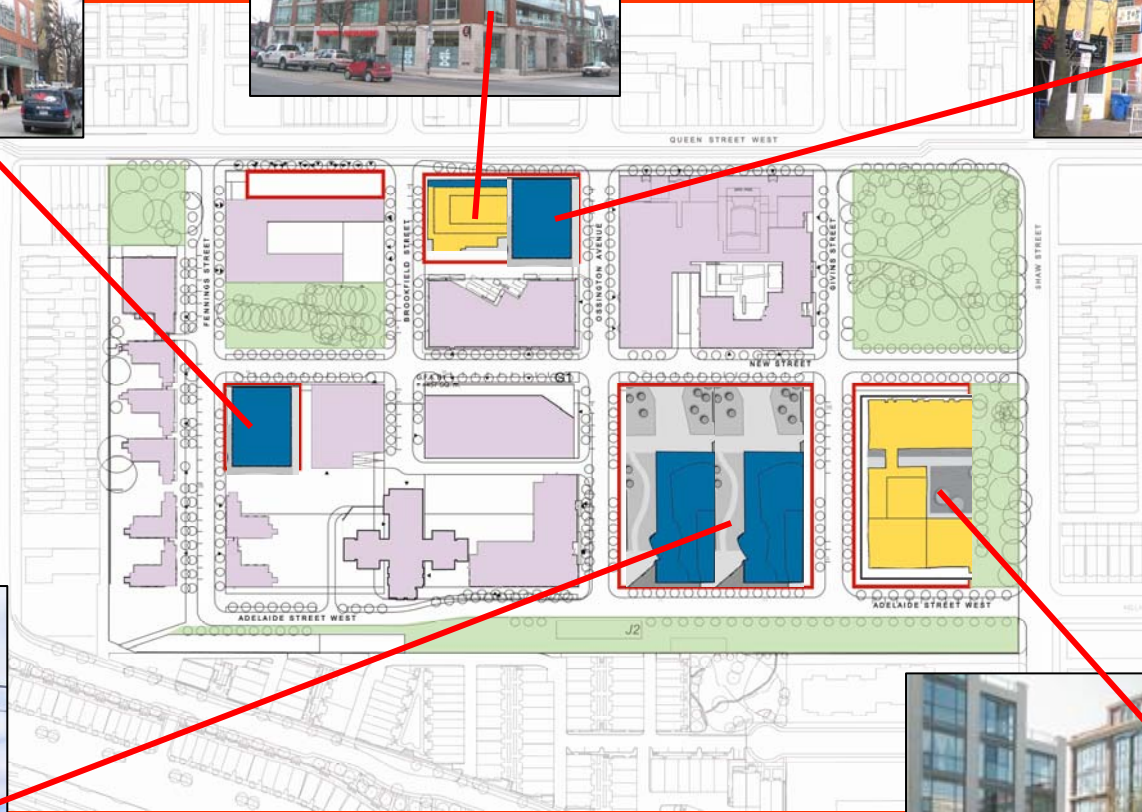 QUEEN STREET WEST
FENNINGS STREET
BROOKFIELD STREET
OSSINGTON AVENUE
GIVINS STREET
SHAW STREET
NEW STREET
G1
ADELAIDE STREET WEST
ADELAIDE STREET WEST
J2